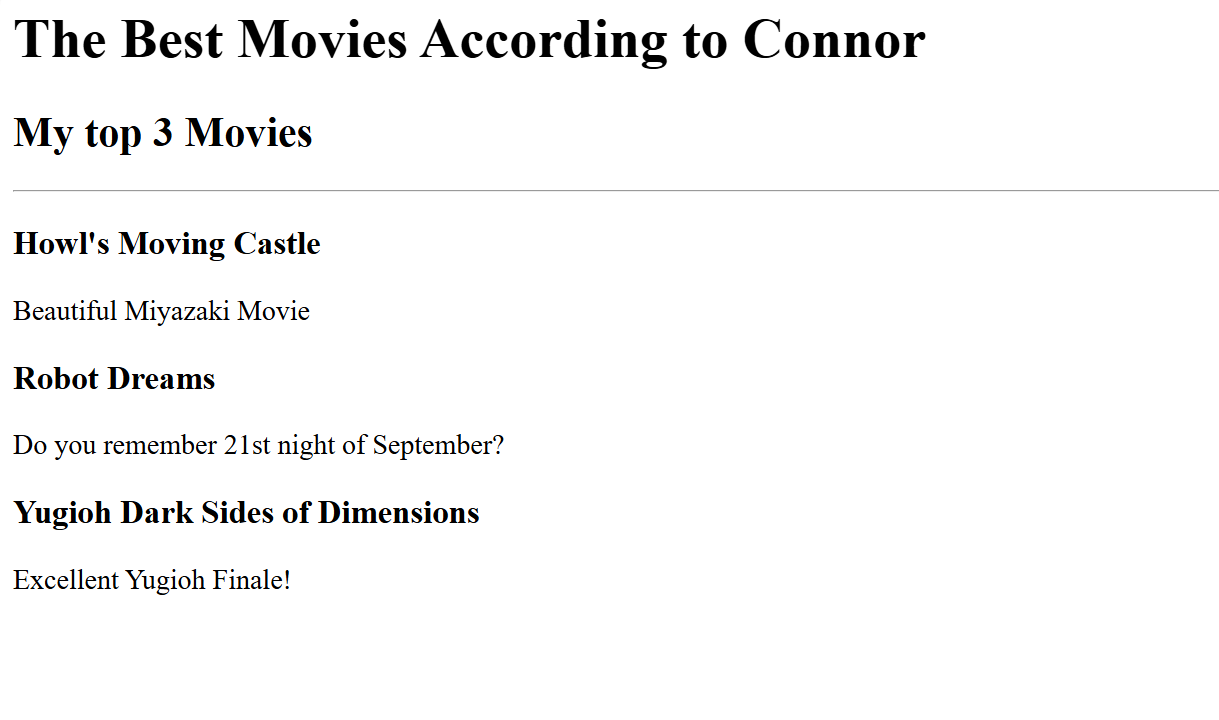 The Best Movies According to Connor
My top 3 Movies
Howl's Moving Castle
Beautiful Miyazaki Movie
Robot Dreams
Do you remember 21st night of September?
Yugioh Dark Sides of Dimensions
Excellent Yugioh Finale!